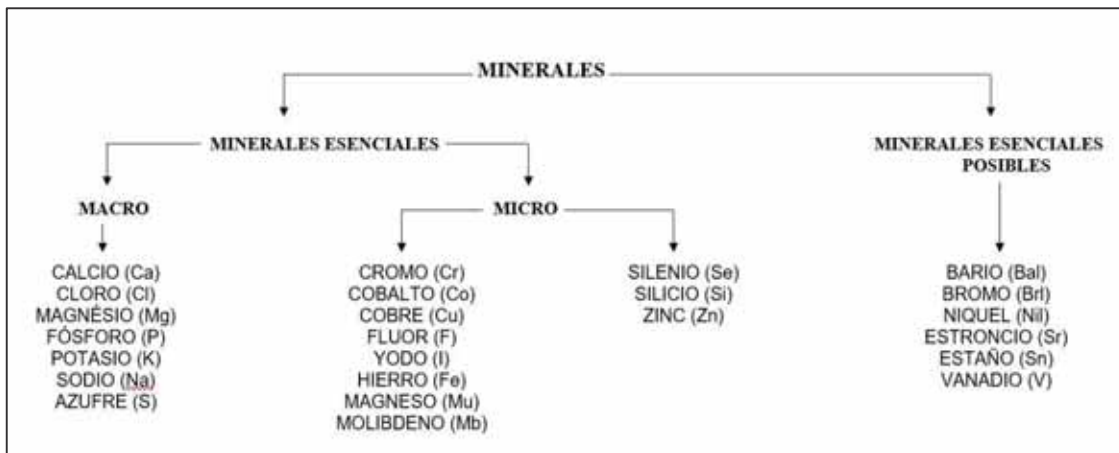 MINERALES
MINERALES ESENCIALES
MINERALES ESENCIALES
POSIBLES
MACRO
MICRO
CALCIO (Ca)
CLORO (Cl)
MAGNÉSIO (Mg)
FÓSFORO (P)
POTASIO (K)
SODIO (Na)
AZUFRE (S)
CROMO (Cr)
COBALTO (Co)
COBRE (Cu)
FLUOR (F)
YODO (I)
HIERRO (Fe)
MAGNESO (Mu)
MOLIBDENO (Mb)
SILENIO (Se)
SILICIO (Si)
ZINC (Zn)
BARIO (Bal)
BROMO (Brl)
NIQUEL (Nil)
ESTRONCIO (Sr)
ESTAÑO (Sn)
VANADIO (V)